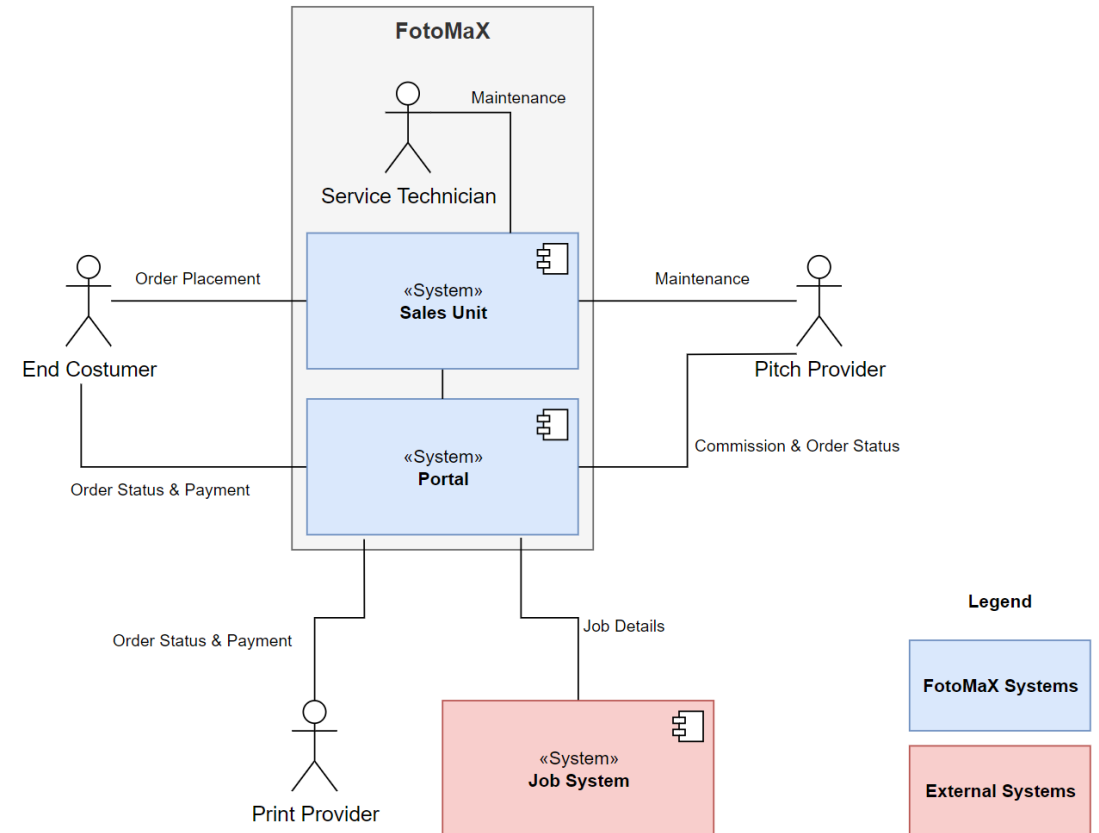 FotoMaX
Maintenance
Service Technician
Order Placement
«System»
Sales Unit
Maintenance
End Costumer
Pitch Provider
«System»
Portal
Commission & Order Status
Order Status & Payment
Legend
Order Status & Payment
Job Details
FotoMaX Systems
«System»
Job System
External Systems
Print Provider